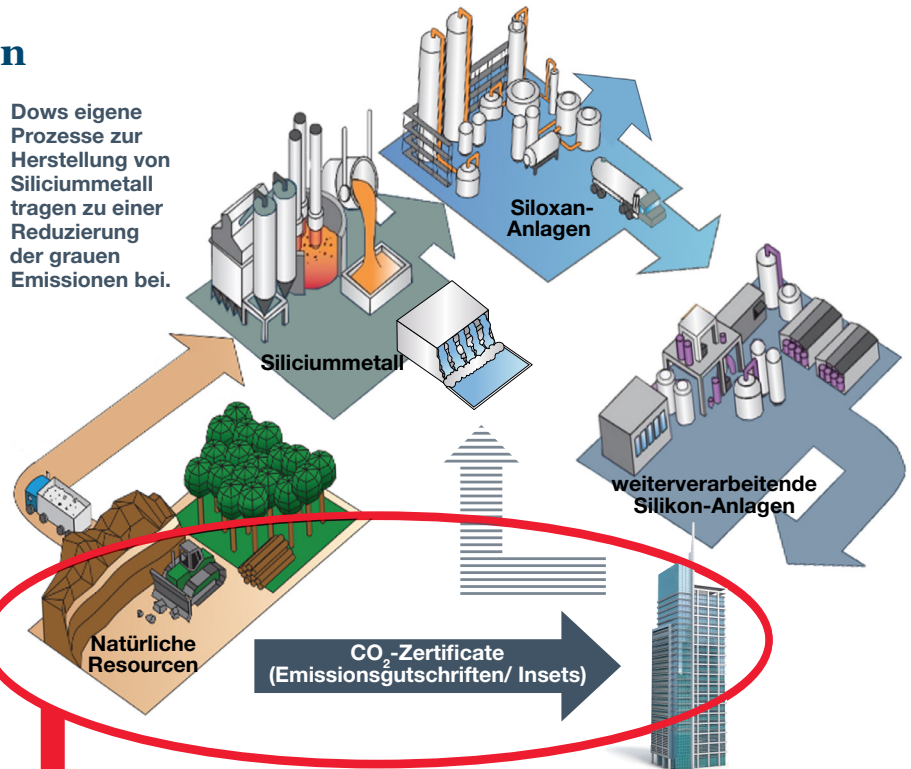 n
Dows eigene
Prozesse zur
Herstellung von
Siliciummetall
tragen zu einer
Reduzierung
der grauen
Emissionen bei.
Siloxan-
Anlagen
Siliciummetall
weiterverarbeitende
Silikon-Anlagen
Natürliche
Resourcen
CO₂-Zertificate
(Emissionsgutschriften/ Insets)